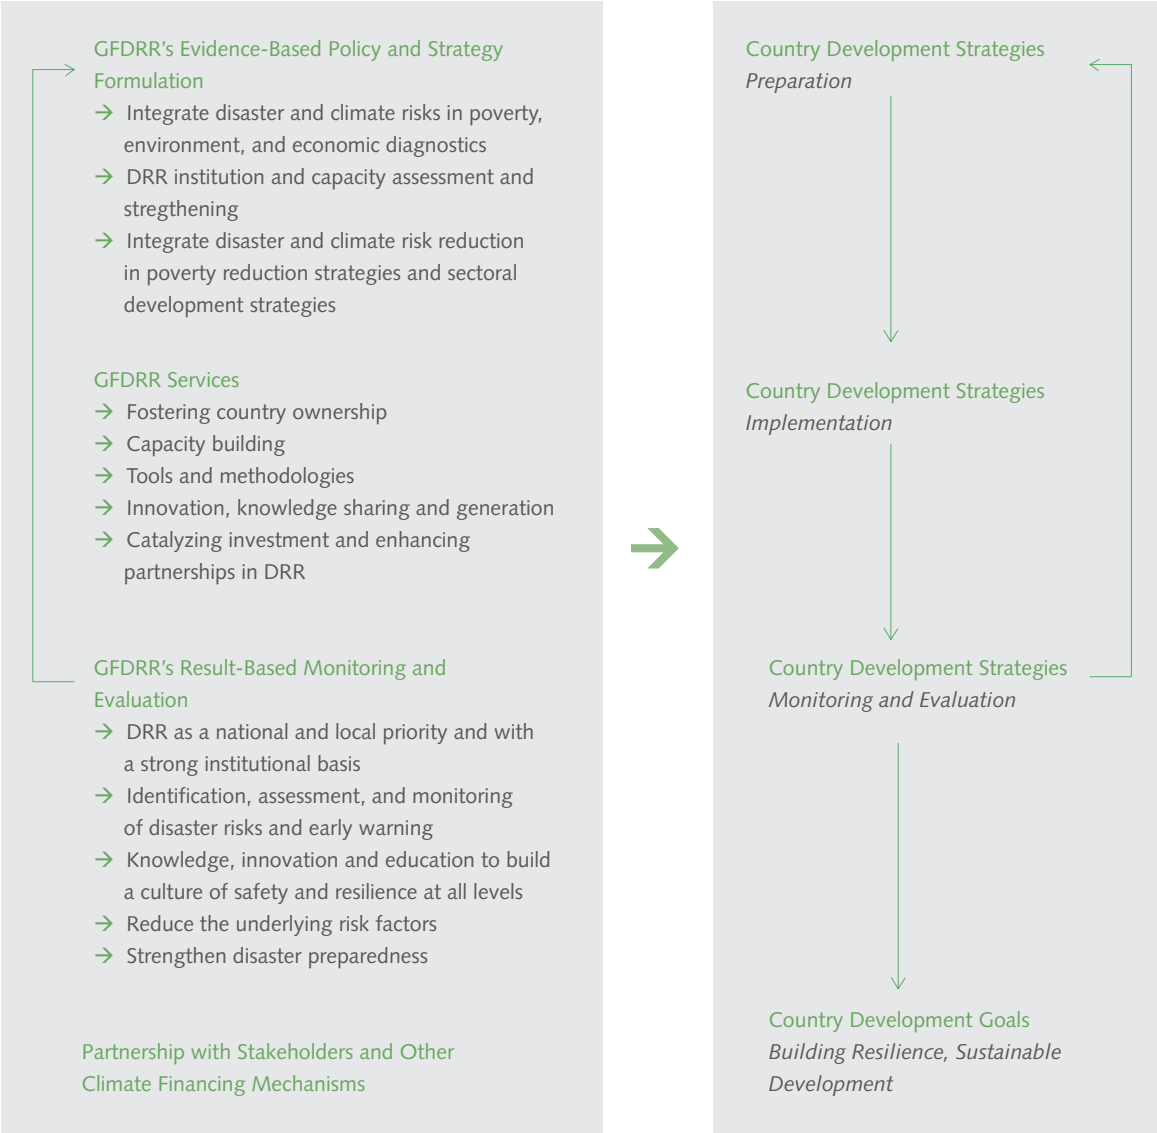 GFDRR's Evidence-Based Policy and Strategy
Formulation
→ Integrate disaster and climate risks in poverty,
environment, and economic diagnostics
→ DRR institution and capacity assessment and
stregthening
→ Integrate disaster and climate risk reduction
in poverty reduction strategies and sectoral
development strategies
GFDRR Services
→ Fostering country ownership
→ Capacity building
→ Tools and methodologies
→ Innovation, knowledge sharing and generation
→ Catalyzing investment and enhancing
partnerships in DRR
GFDRR's Result-Based Monitoring and
Evaluation
→ DRR as a national and local priority and with
a strong institutional basis
→ Identification, assessment, and monitoring
of disaster risks and early warning
→ Knowledge, innovation and education to build
a culture of safety and resilience at all levels
→ Reduce the underlying risk factors
→ Strengthen disaster preparedness
Partnership with Stakeholders and Other
Climate Financing Mechanisms
Country Development Strategies
Preparation
Country Development Strategies
Implementation
Country Development Strategies
Monitoring and Evaluation
Country Development Goals
Building Resilience, Sustainable
Development